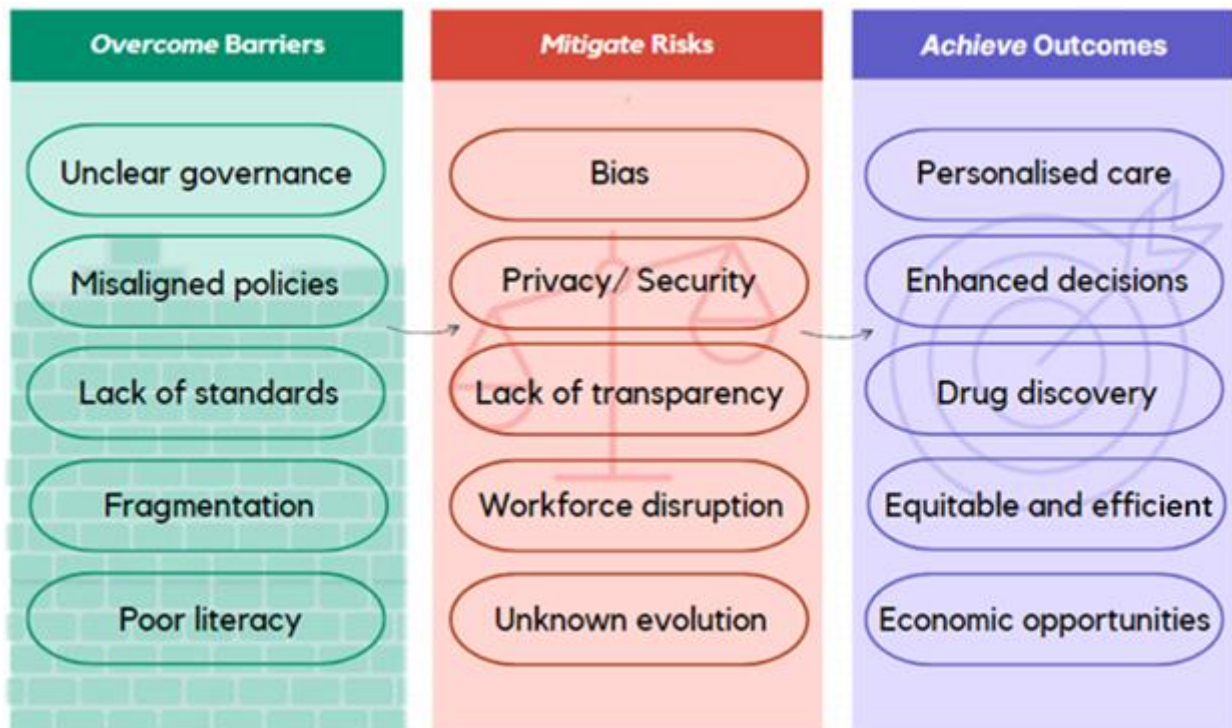 Overcome Barriers
Unclear governance
Misaligned policies
Lack of standards
Fragmentation
Poor literacy
Mitigate Risks
Bias
Privacy/ Security
Lack of transparency
Workforce disruption
Unknown evolution
Achieve Outcomes
Personalised care
Enhanced decisions
Drug discovery
Equitable and efficient
Economic opportunities